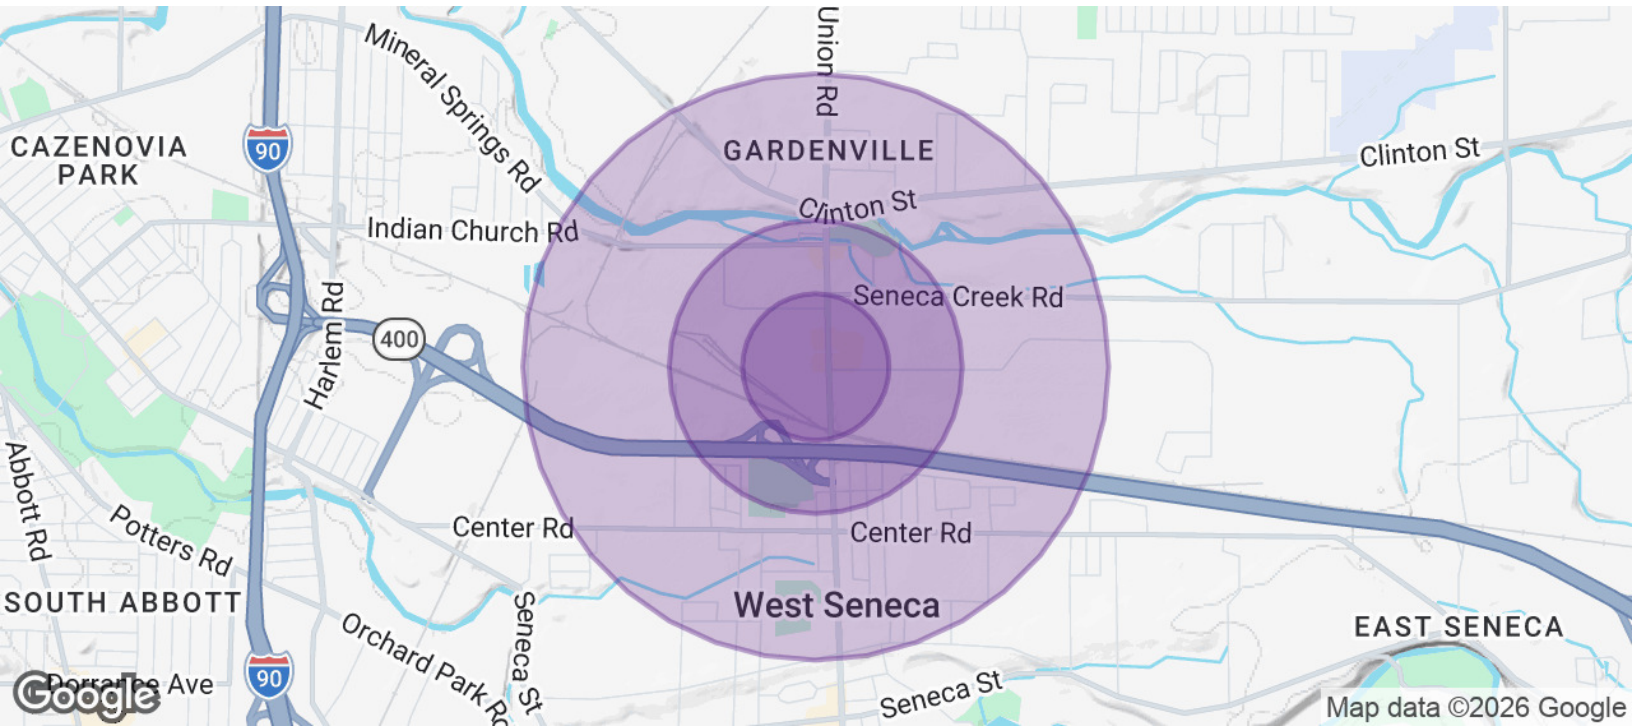 90
Mineral Springs Rd
Union Rd
CAZENOVIA
PARK
GARDENVILLE
Clinton St
Clinton St
Indian Church Rd
Seneca Creek Rd
Harlem Rd
400
Abbott Rd
Potters Rd
Center Rd
Center Rd
SOUTH ABBOTT
West Seneca
EAST SENECA
Orchard Park Rd
Seneca St
Seneca St
90
Dorrance Ave
Google
Map data ©2026 Google